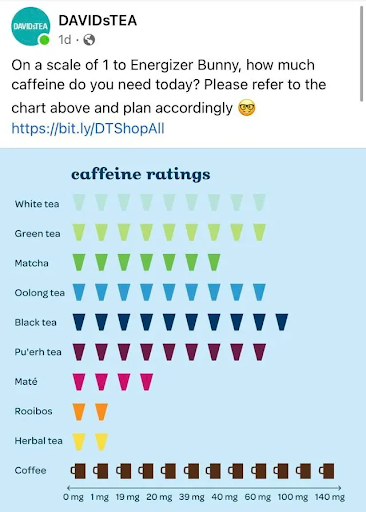 DAVIDsTEA
DAVIDsTEA
1d ·
On a scale of 1 to Energizer Bunny, how much
caffeine do you need today? Please refer to the
chart above and plan accordingly 🤓
https://bit.ly/DTShopAll
caffeine ratings
White tea
Green tea
Matcha
Oolong tea
Black tea
Pu'erh tea
Maté
Rooibos
Herbal tea
Coffee
0 mg 1 mg 19 mg 20 mg 39 mg 40 mg 60 mg 100 mg 140 mg